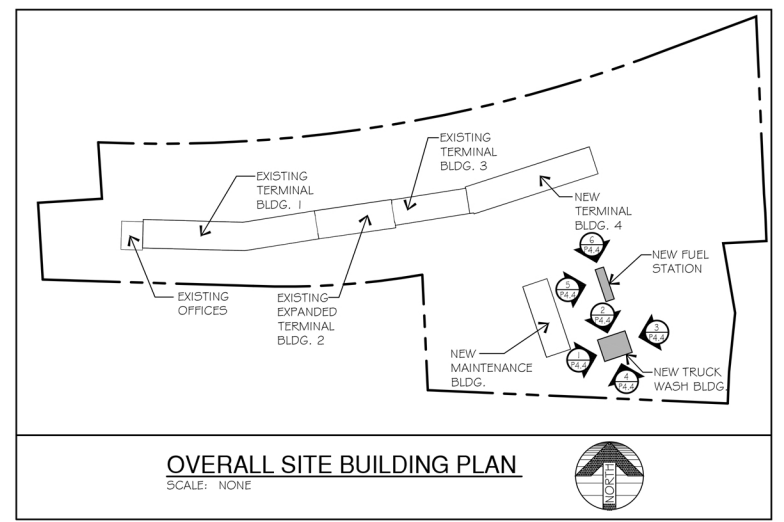 EXISTING
TERMINAL
BLDG. 3
EXISTING
TERMINAL
BLDG. 1
NEW
TERMINAL
BLDG. 4
6
P4.4
NEW FUEL
STATION
5
P4.4
EXISTING
OFFICES
EXISTING
EXPANDED
TERMINAL
BLDG. 2
2
P4.4
3
P4.4
NEW
MAINTENANCE
BLDG.
1
P4.4
4
P4.4
NEW TRUCK
WASH BLDG.
OVERALL SITE BUILDING PLAN
SCALE: NONE
NORTH